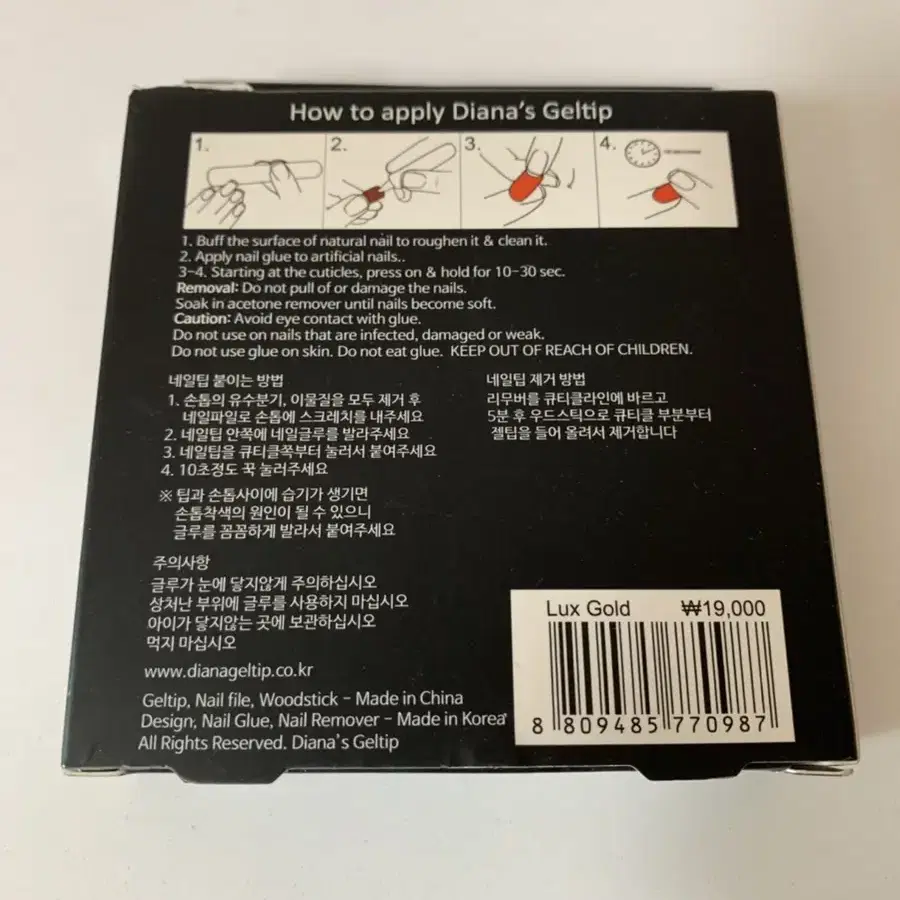 How to apply Diana's Geltip
1. 2. 3. 4.
1. Buff the surface of natural nail to roughen it & clean it.
2. Apply nail glue to artificial nails..
3-4. Starting at the cuticles, press on & hold for 10-30 sec.
Removal: Do not pull of or damage the nails.
Soak in acetone remover until nails become soft.
Caution: Avoid eye contact with glue.
Do not use on nails that are infected, damaged or weak.
Do not use glue on skin. Do not eat glue. KEEP OUT OF REACH OF CHILDREN.
네일팁 붙이는 방법
1. 손톱의 유수분기, 이물질을 모두 제거 후
네일파일로 손톱에 스크레치를 내주세요
2. 네일팁 안쪽에 네일글루를 발라주세요
3. 네일팁을 큐티클쪽부터 눌러서 붙여주세요
4. 10초정도 꾹 눌러주세요
※ 팁과 손톱사이에 습기가 생기면
손톱착색의 원인이 될 수 있으니
글루를 꼼꼼하게 발라서 붙여주세요
네일팁 제거 방법
리무버를 큐티클라인에 바르고
5분 후 우드스틱으로 큐티클 부분부터
젤팁을 들어 올려서 제거합니다
주의사항
글루가 눈에 닿지않게 주의하십시오
상처난 부위에 글루를 사용하지 마십시오
아이가 닿지않는 곳에 보관하십시오
먹지 마십시오
www.dianageltip.co.kr
Geltip, Nail file, Woodstick - Made in China
Design, Nail Glue, Nail Remover - Made in Korea
All Rights Reserved. Diana's Geltip
Lux Gold ₩19,000
8 809485 770987